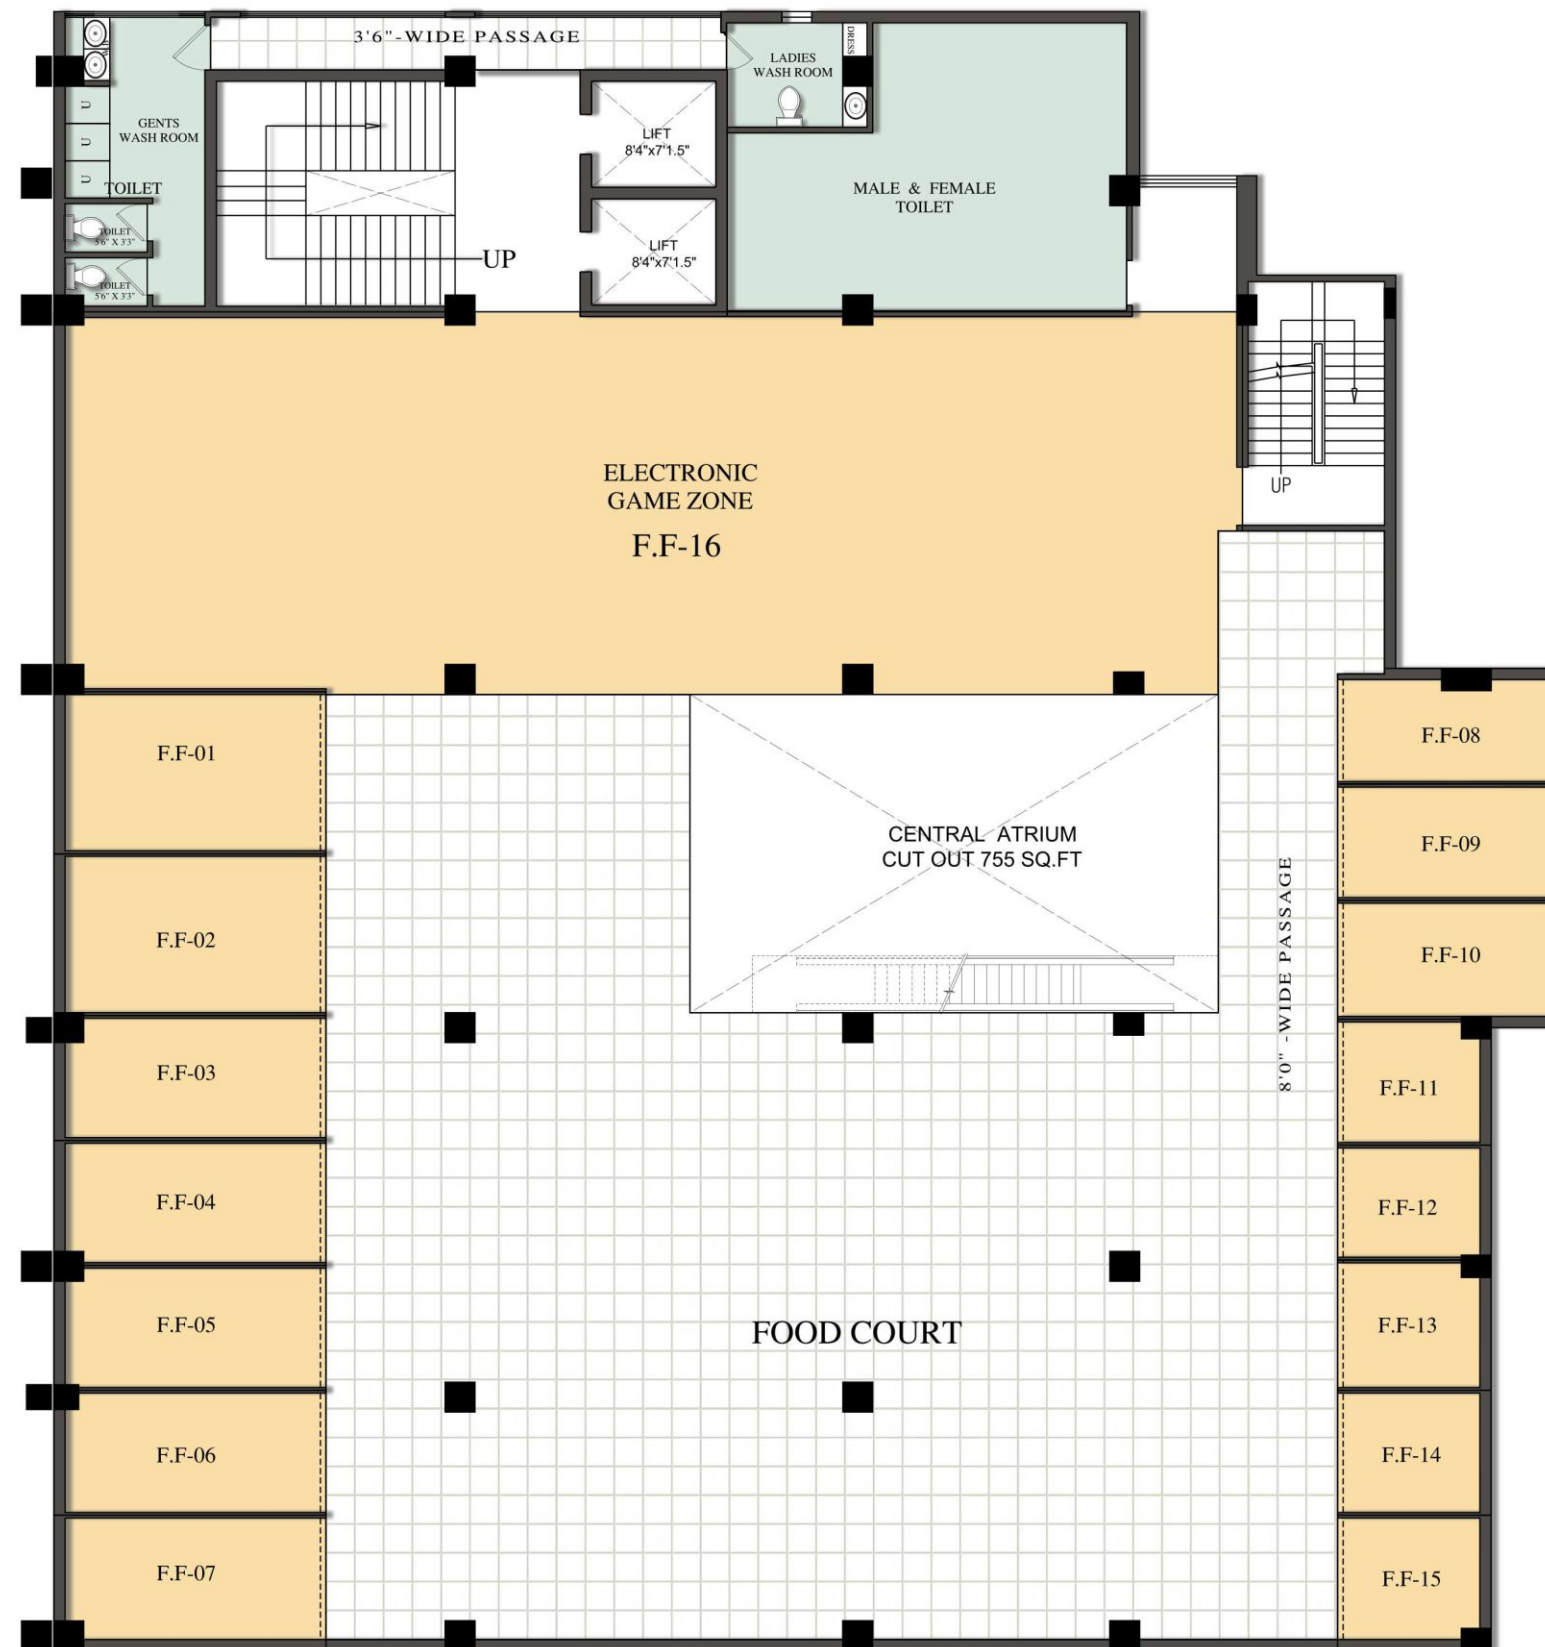 3'6"-WIDE PASSAGE
LADIES
WASH ROOM
DRESS
GENTS
WASH ROOM
U
U
U
TOILET
TOILET
5'6" X 3'3"
TOILET
5'6" X 3'3"
UP
LIFT
8'4"x7'1.5"
LIFT
8'4"x7'1.5"
MALE & FEMALE
TOILET
UP
ELECTRONIC
GAME ZONE
F.F-16
F.F-01
F.F-02
F.F-03
F.F-04
F.F-05
F.F-06
F.F-07
CENTRAL ATRIUM
CUT OUT 755 SQ.FT
8'0" -WIDE PASSAGE
FOOD COURT
F.F-08
F.F-09
F.F-10
F.F-11
F.F-12
F.F-13
F.F-14
F.F-15